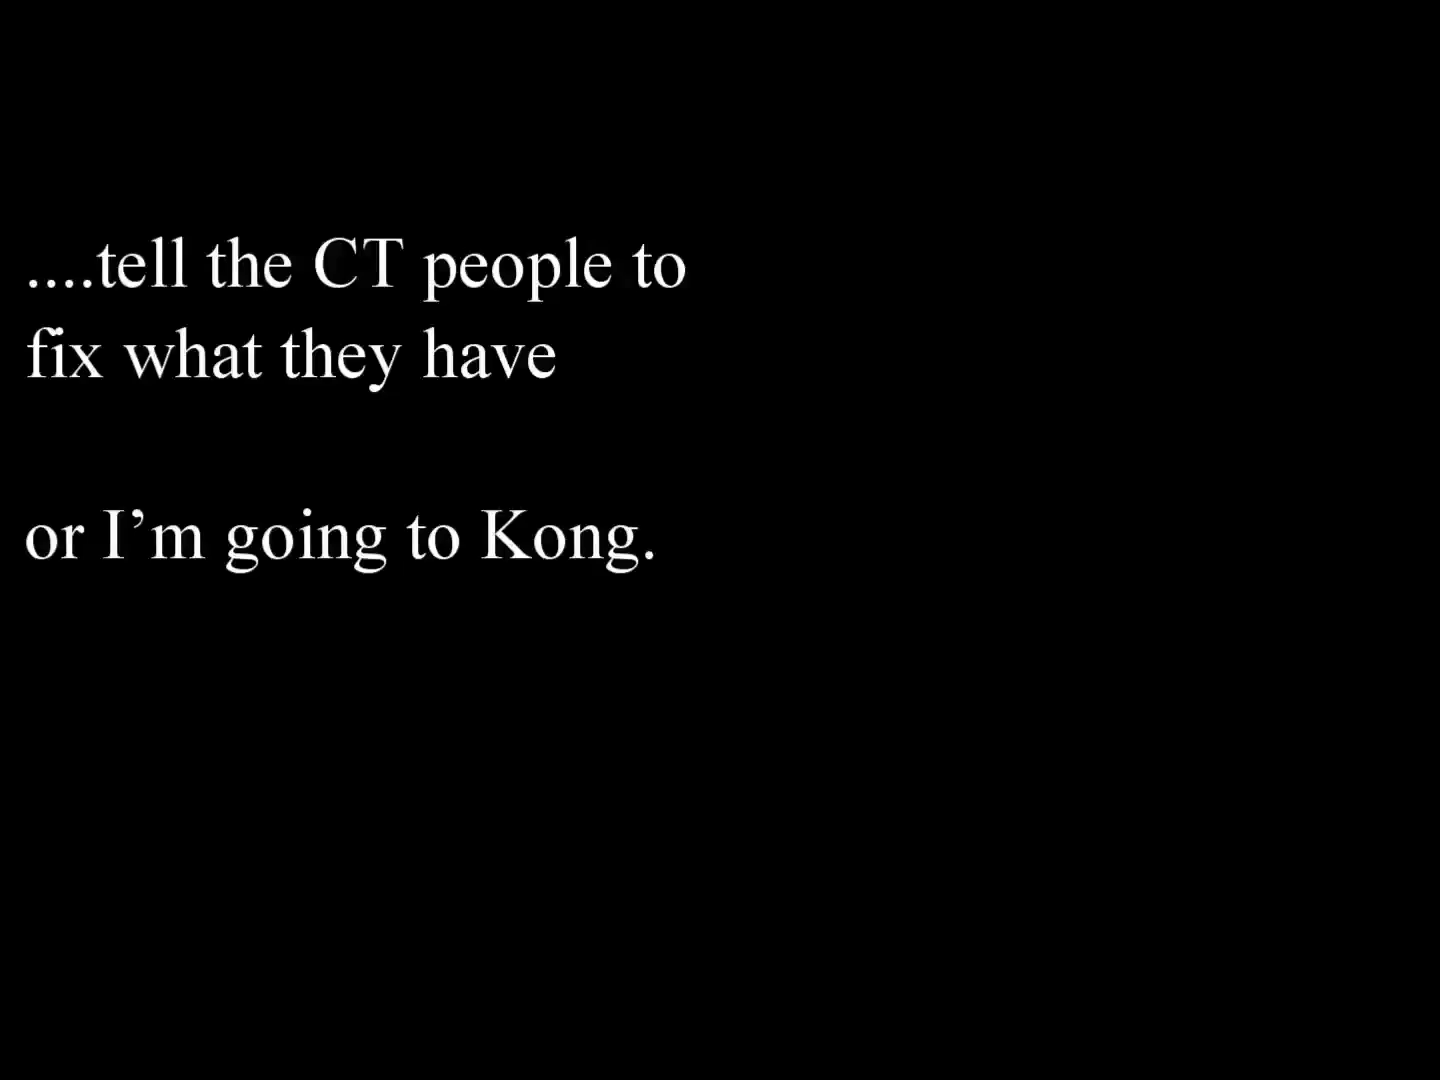 ....tell the CT people to
fix what they have
or I’m going to Kong.